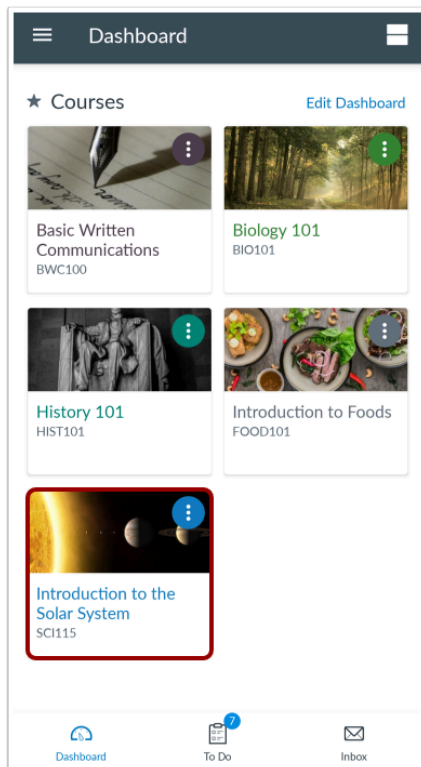 Dashboard
Courses
Edit Dashboard
Basic Written
Communications
BWC100
Biology 101
BIO101
History 101
HIST101
Introduction to Foods
FOOD101
Introduction to the
Solar System
SCI115
7
Dashboard
To Do
Inbox